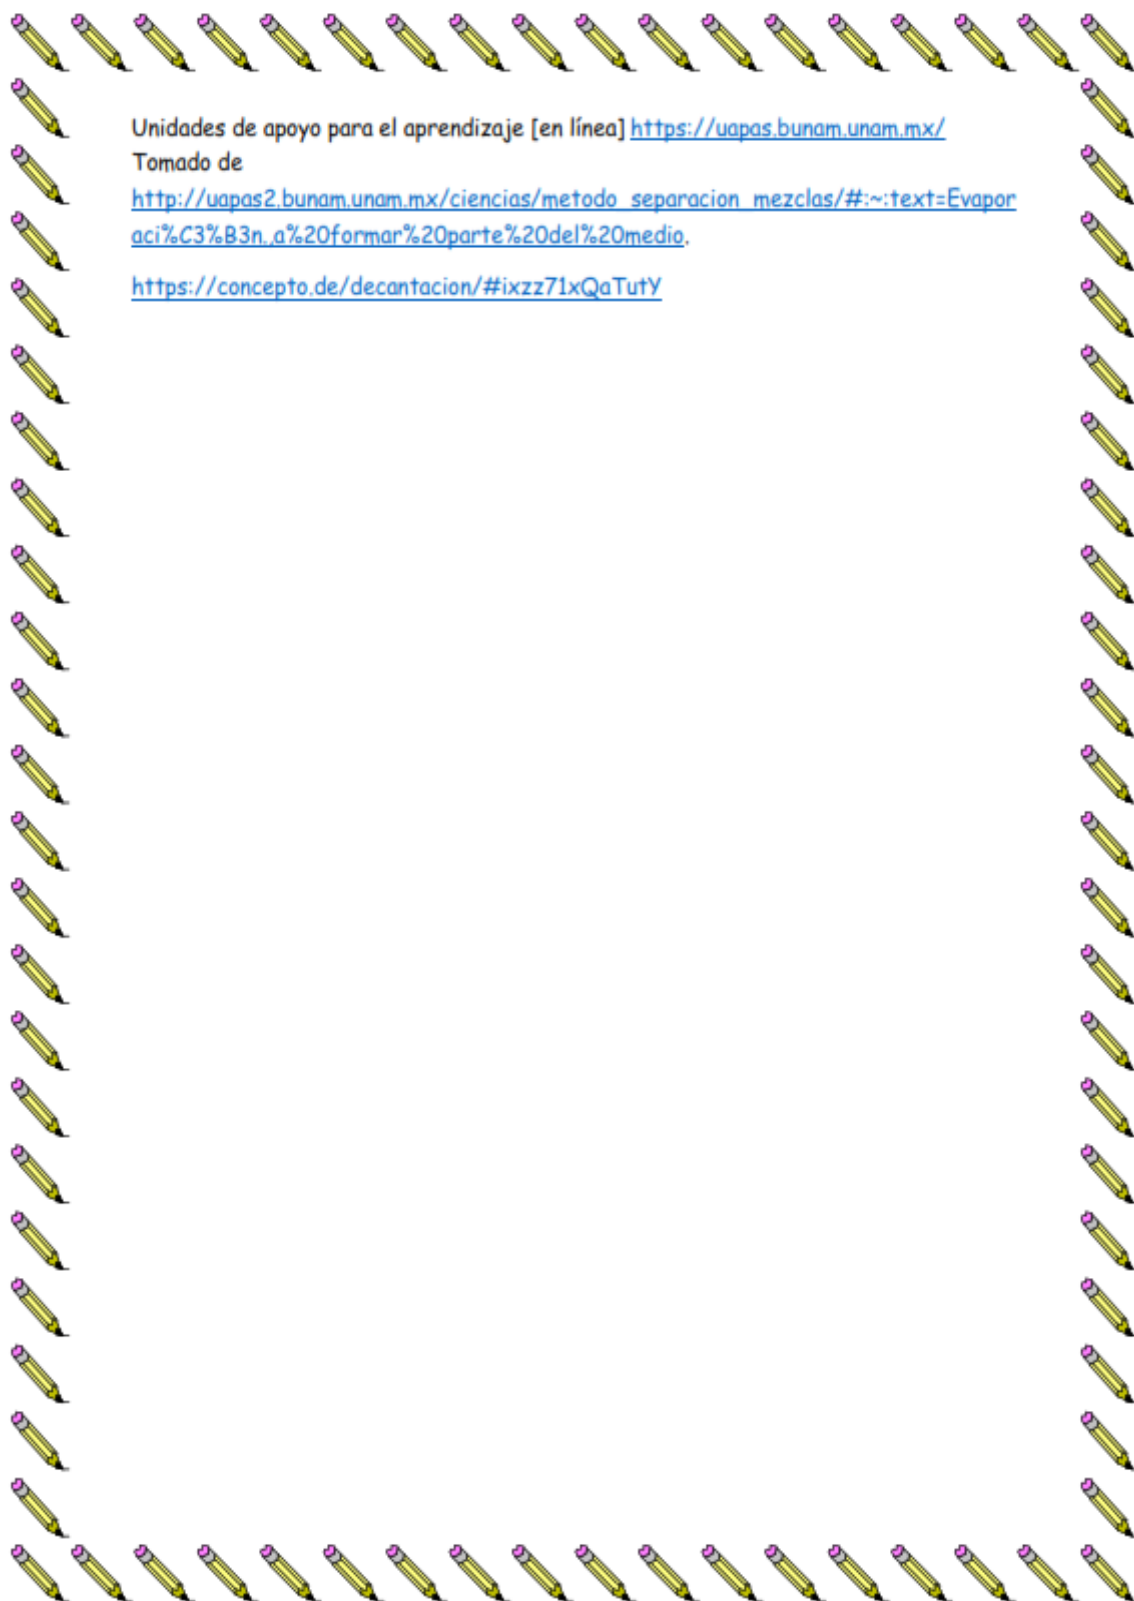 Unidades de apoyo para el aprendizaje [en línea] https://uapas.bunam.unam.mx/
Tomado de
http://uapas2.bunam.unam.mx/ciencias/metodo_separacion_mezclas/#:~:text=Evapor
aci%C3%B3n.,a%20formar%20parte%20del%20medio.
https://concepto.de/decantacion/#ixzz71xQaTutY